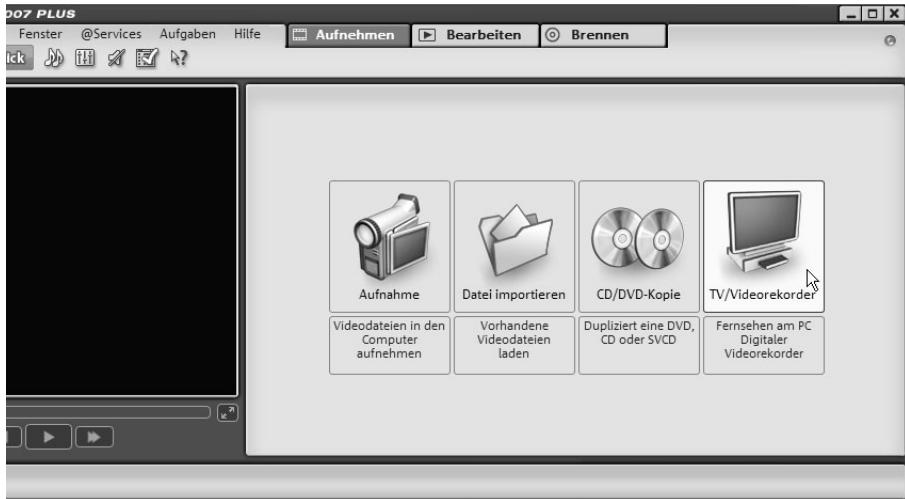 007 PLUS
Fenster @Services Aufgaben Hilfe
Aufnehmen Bearbeiten Brennen
ick
Aufnahme
Datei importieren
CD/DVD-Kopie
TV/Videorekorder
Videodateien in den
Computer
aufnehmen
Vorhandene
Videodateien
laden
Dupliziert eine DVD,
CD oder SVCD
Fernsehen am PC
Digitaler
Videorekorder